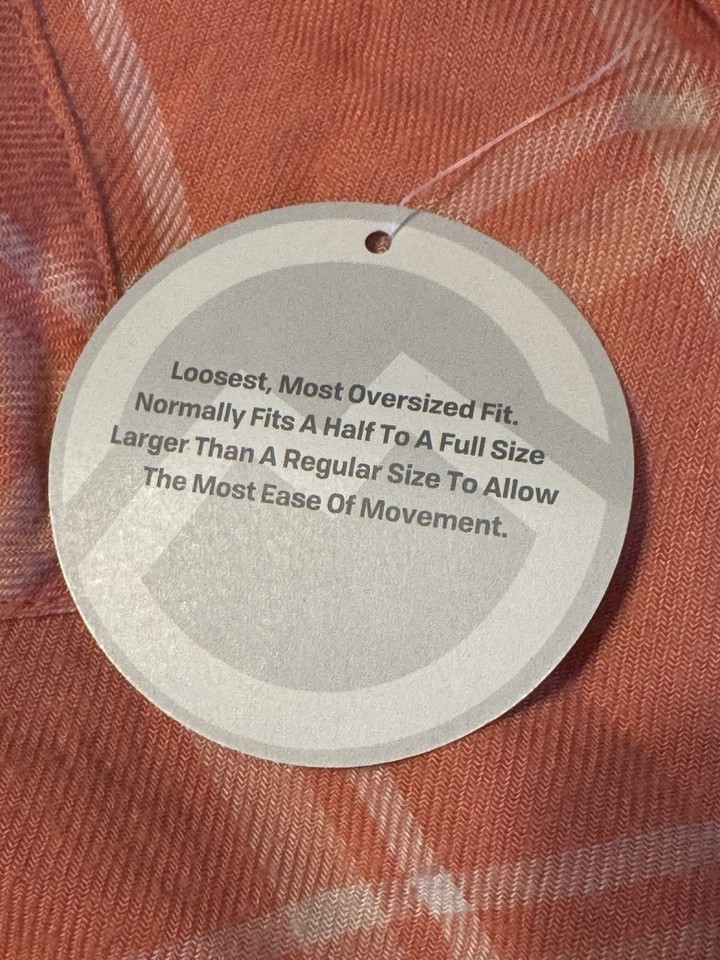 Loosest, Most Oversized Fit.
Normally Fits A Half To A Full Size
Larger Than A Regular Size To Allow
The Most Ease Of Movement.